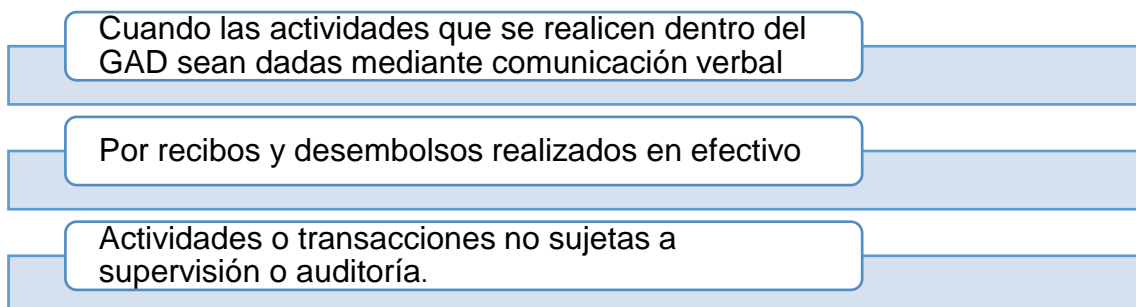 Cuando las actividades que se realicen dentro del
GAD sean dadas mediante comunicación verbal
Por recibos y desembolsos realizados en efectivo
Actividades o transacciones no sujetas a
supervisión o auditoría.